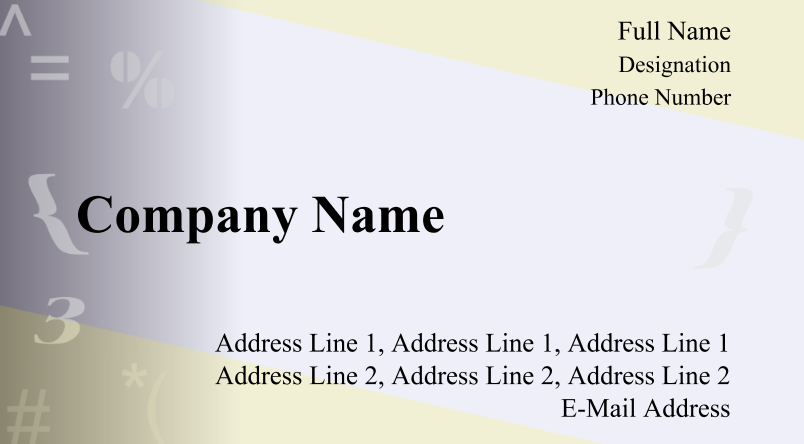 ^
= %
Full Name
Designation
Phone Number
{ }
Company Name
3
Address Line 1, Address Line 1, Address Line 1
Address Line 2, Address Line 2, Address Line 2
E-Mail Address
# * (